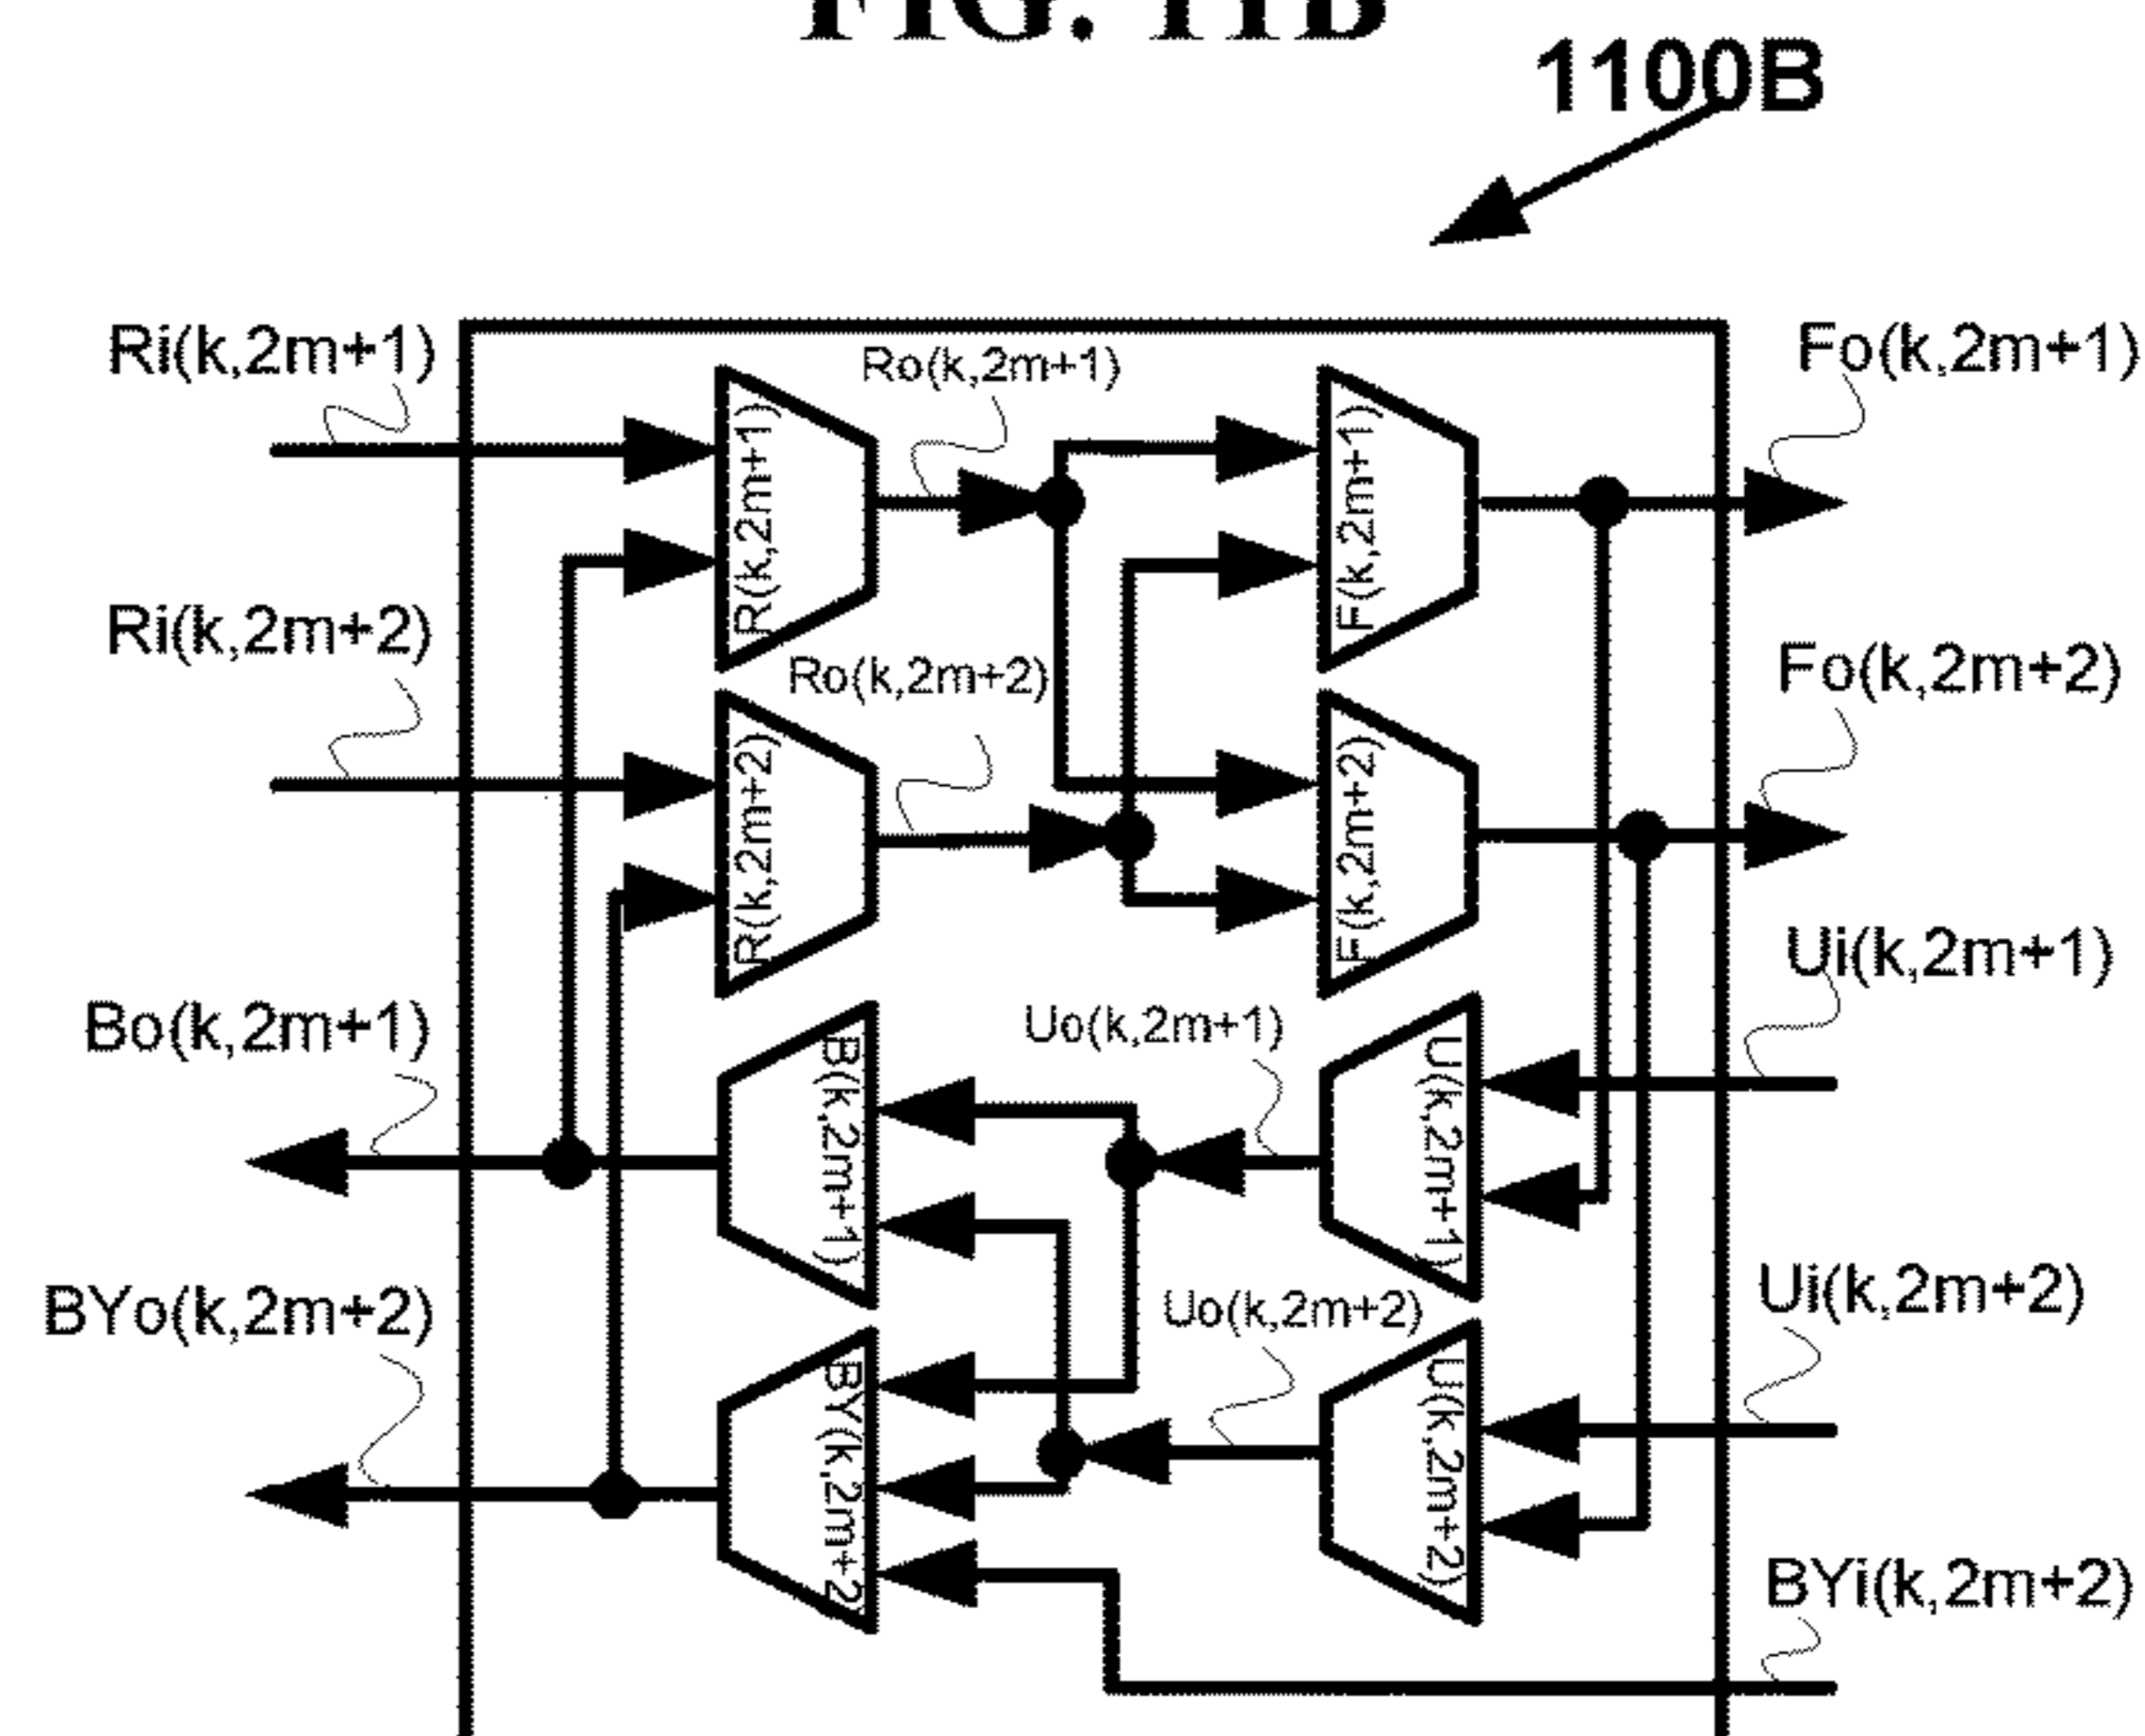 FIG. 11B
1100B
Ri(k,2m+1)
Ro(k,2m+1)
Fo(k,2m+1)
R(k,2m+1)
F(k,2m+1)
Ri(k,2m+2)
Ro(k,2m+2)
Fo(k,2m+2)
R(k,2m+2)
F(k,2m+2)
Ui(k,2m+1)
Bo(k,2m+1)
Uo(k,2m+1)
B(k,2m+1)
U(k,2m+1)
BYo(k,2m+2)
Uo(k,2m+2)
Ui(k,2m+2)
BY(k,2m+2)
U(k,2m+2)
BYi(k,2m+2)